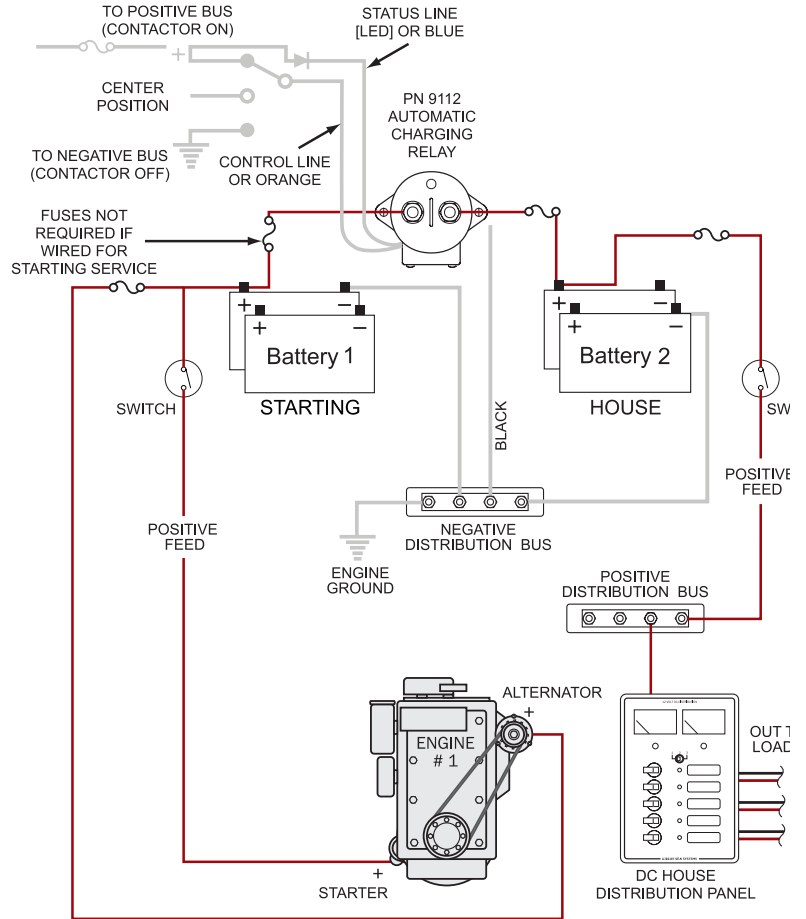 TO POSITIVE BUS
(CONTACTOR ON)
STATUS LINE
[LED] OR BLUE
+
CENTER
POSITION
PN 9112
AUTOMATIC
CHARGING
RELAY
TO NEGATIVE BUS
(CONTACTOR OFF)
CONTROL LINE
OR ORANGE
FUSES NOT
REQUIRED IF
WIRED FOR
STARTING SERVICE
+ −
+ −
Battery 1
STARTING
+ −
+ −
Battery 2
HOUSE
SWITCH
SW
BLACK
POSITIVE
FEED
POSITIVE
FEED
NEGATIVE
DISTRIBUTION BUS
ENGINE
GROUND
POSITIVE
DISTRIBUTION BUS
ALTERNATOR
+
ENGINE
# 1
OUT T
LOAD
+
STARTER
DC HOUSE
DISTRIBUTION PANEL